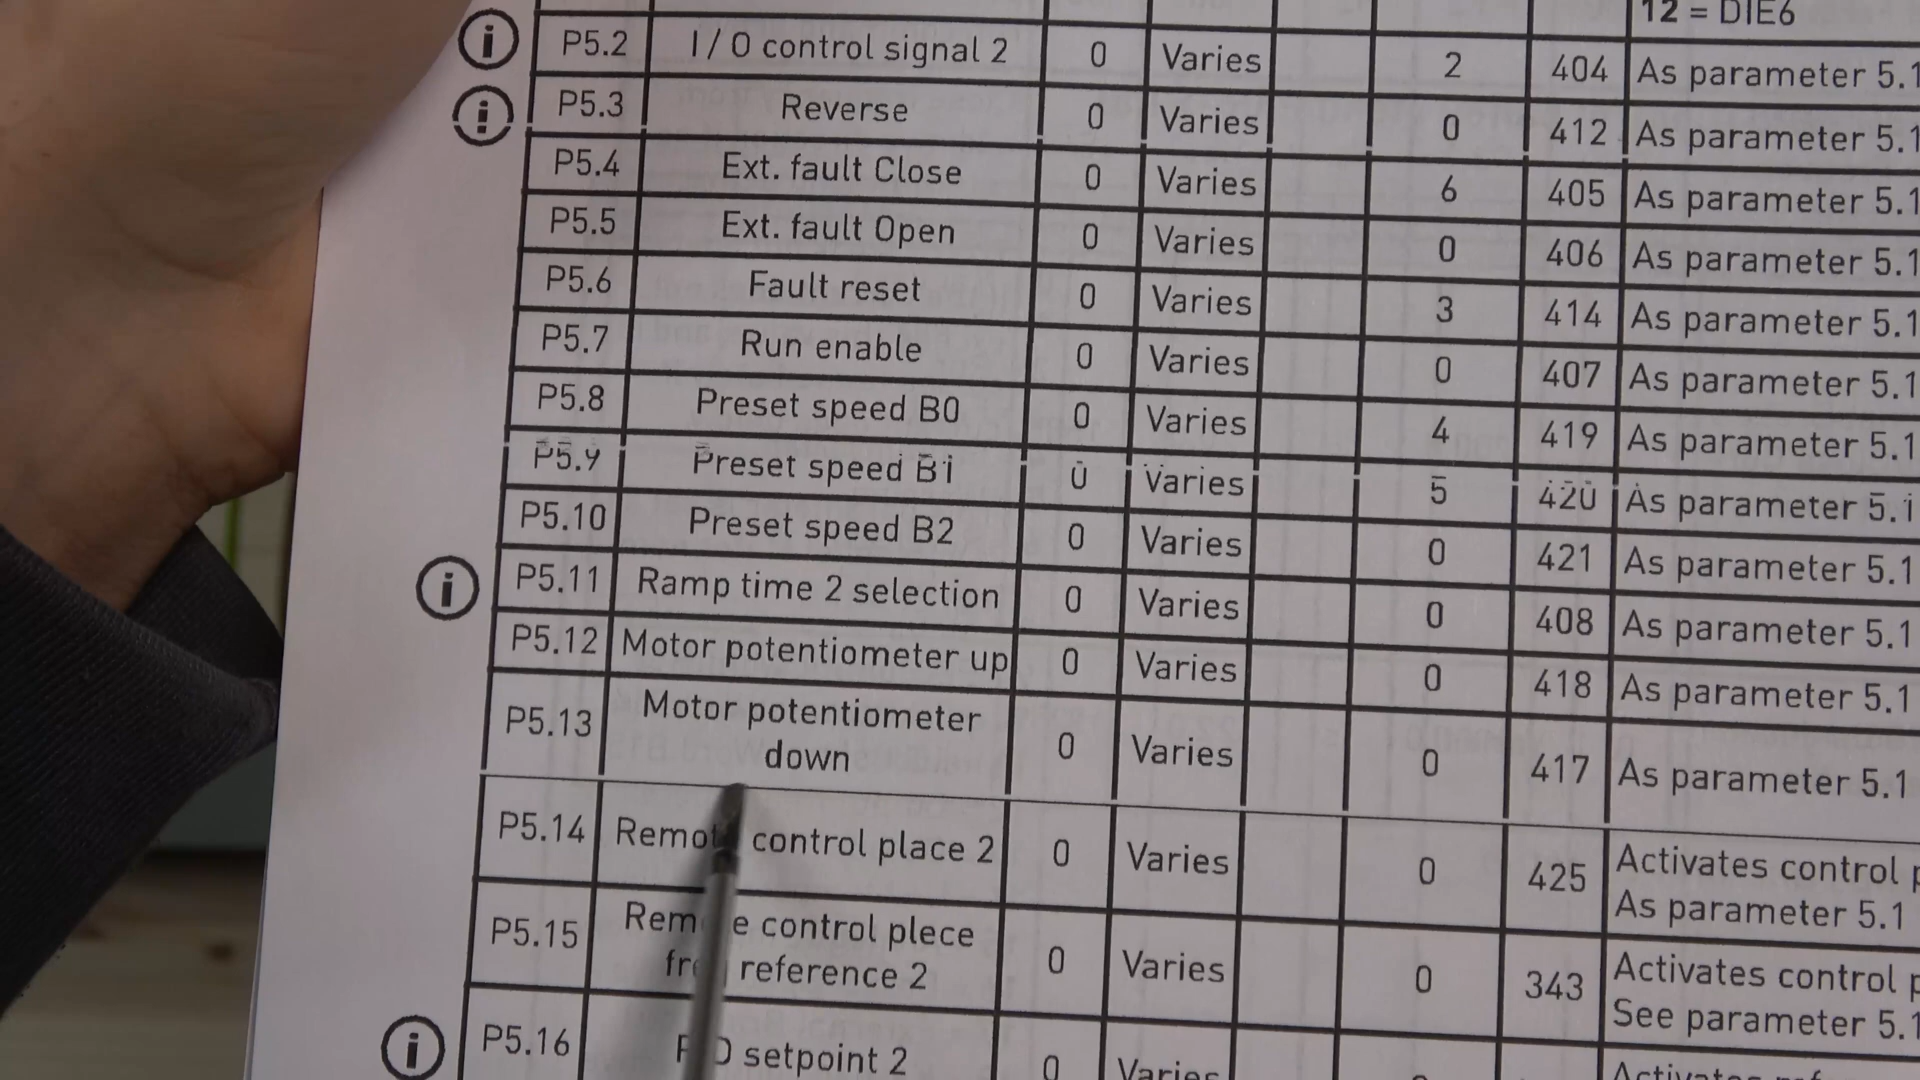 12 = DIE6
P5.2 I / O control signal 2 0 Varies 2 404 As parameter 5.1
P5.3 Reverse 0 Varies 0 412 As parameter 5.1
P5.4 Ext. fault Close 0 Varies 6 405 As parameter 5.1
P5.5 Ext. fault Open 0 Varies 0 406 As parameter 5.1
P5.6 Fault reset 0 Varies 3 414 As parameter 5.1
P5.7 Run enable 0 Varies 0 407 As parameter 5.1
P5.8 Preset speed B0 0 Varies 4 419 As parameter 5.1
P5.9 Preset speed B1 0 Varies 5 420 As parameter 5.1
P5.10 Preset speed B2 0 Varies 0 421 As parameter 5.1
P5.11 Ramp time 2 selection 0 Varies 0 408 As parameter 5.1
P5.12 Motor potentiometer up 0 Varies 0 418 As parameter 5.1
P5.13 Motor potentiometer
down 0 Varies 0 417 As parameter 5.1
P5.14 Remote control place 2 0 Varies 0 425 Activates control
As parameter 5.1
P5.15 Remote control plece
from reference 2 0 Varies 0 343 Activates control
See parameter 5.1
P5.16 setpoint 2 0 Varies